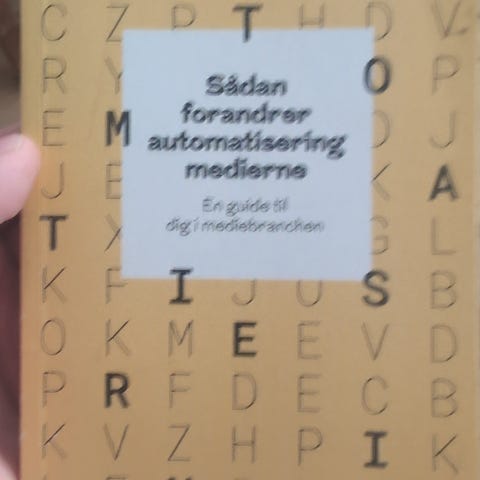 C Z P T H D V
R Y O P
E M D J
J E K A
T X G L
K F I J U S B
O K M E E V D
P R F D E C B
K V Z H P I K
Sådan
forandrer
automatisering
medierne
En guide til
dig i mediebranchen